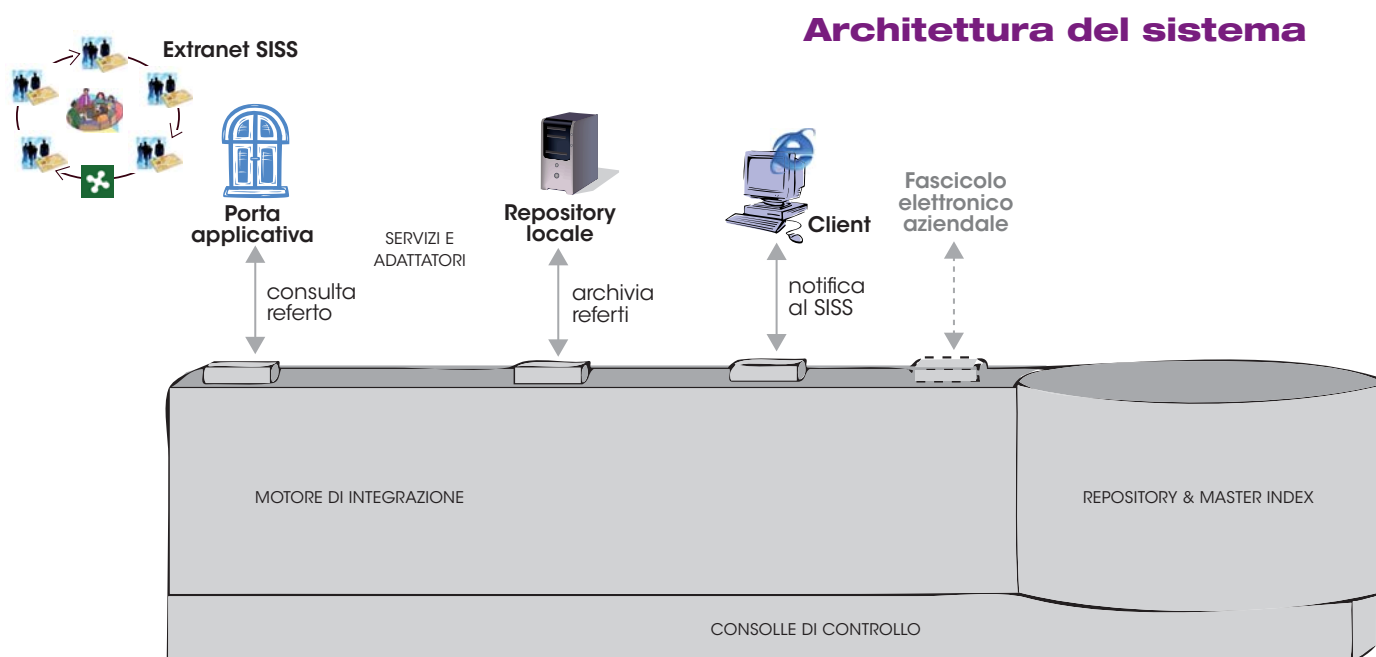 Architettura del sistema
Extranet SISS
Porta
applicativa
SERVIZI E
ADATTATORI
Repository
locale
Client
Fascicolo
elettronico
aziendale
consulta
referto
archivia
referti
notifica
al SISS
MOTORE DI INTEGRAZIONE
REPOSITORY & MASTER INDEX
CONSOLLE DI CONTROLLO